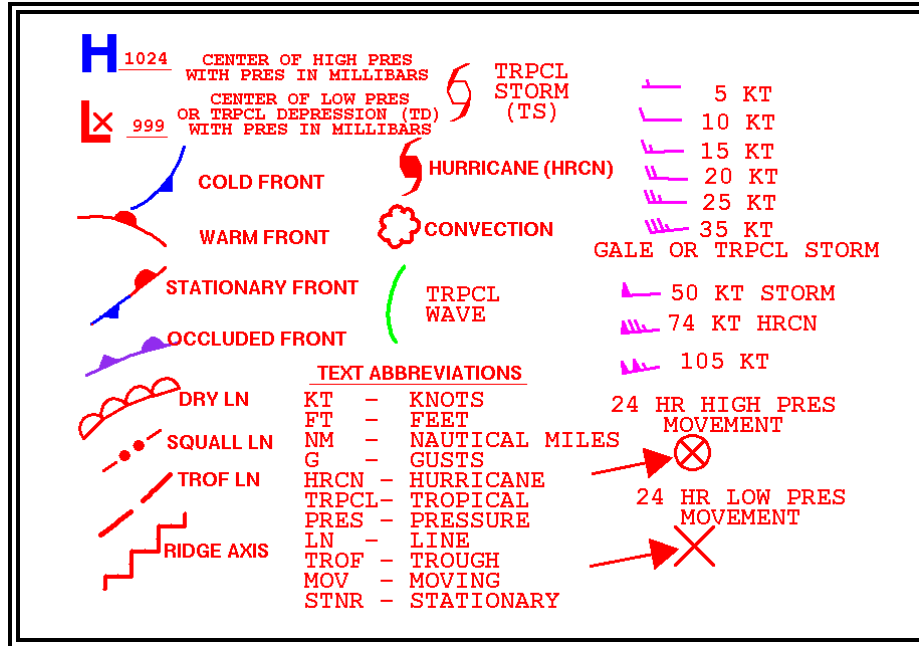 H 1024 CENTER OF HIGH PRES
WITH PRES IN MILLIBARS
L 999 CENTER OF LOW PRES
OR TRPCL DEPRESSION (TD)
WITH PRES IN MILLIBARS
COLD FRONT
WARM FRONT
STATIONARY FRONT
OCCLUDED FRONT
DRY LN
SQUALL LN
TROF LN
RIDGE AXIS
TRPCL
STORM
(TS)
HURRICANE (HRCN)
CONVECTION
TRPCL
WAVE
TEXT ABBREVIATIONS
KT – KNOTS
FT – FEET
NM – NAUTICAL MILES
G – GUSTS
HRCN – HURRICANE
TRPCL– TROPICAL
PRES – PRESSURE
LN – LINE
TROF – TROUGH
MOV – MOVING
STNR – STATIONARY
5 KT
10 KT
15 KT
20 KT
25 KT
35 KT
GALE OR TRPCL STORM
50 KT STORM
74 KT HRCN
105 KT
24 HR HIGH PRES
MOVEMENT
24 HR LOW PRES
MOVEMENT